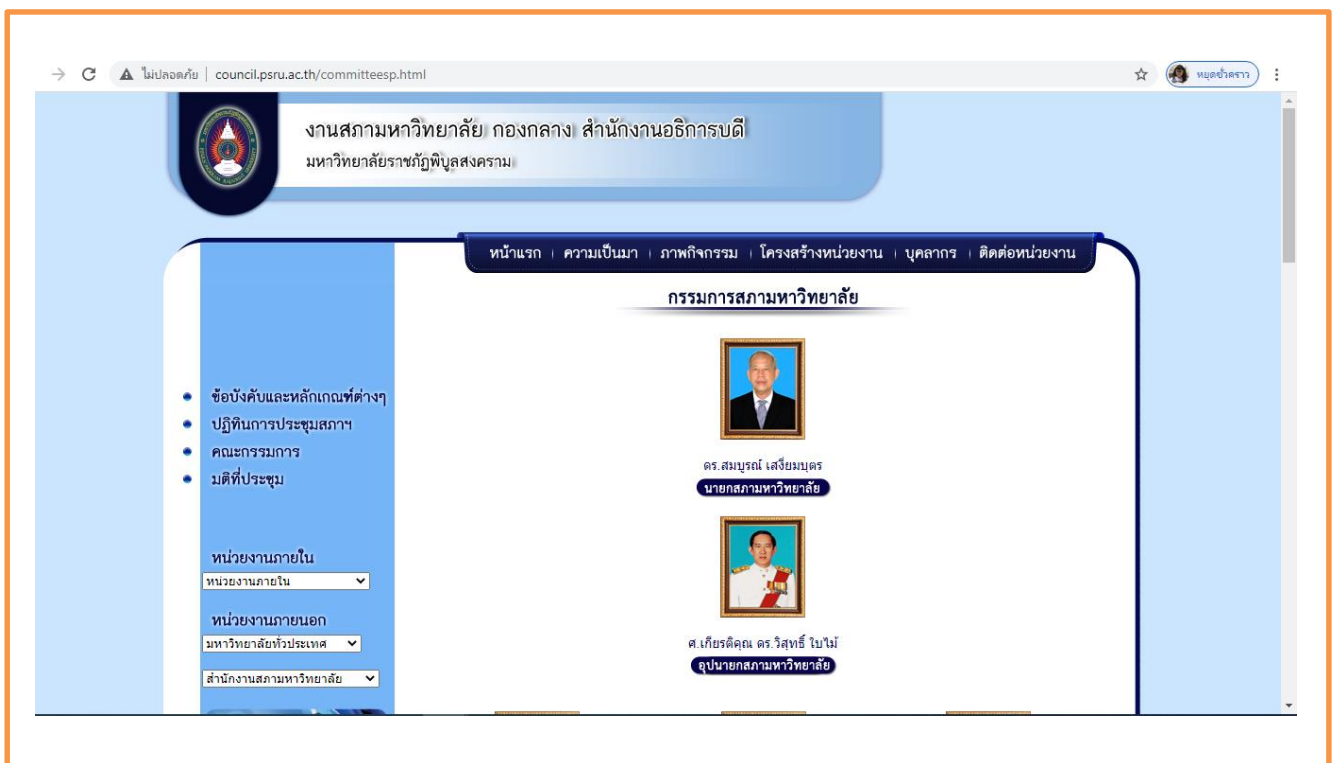 ไม่ปลอดภัย | council.psru.ac.th/committeesp.html
หยุดชั่วคราว
งานสภามหาวิทยาลัย กองกลาง สำนักงานอธิการบดี
มหาวิทยาลัยราชภัฏพิบูลสงคราม
หน้าแรก | ความเป็นมา | ภาพกิจกรรม | โครงสร้างหน่วยงาน | บุคลากร | ติดต่อหน่วยงาน
กรรมการสภามหาวิทยาลัย
ข้อบังคับและหลักเกณฑ์ต่างๆ
ปฏิทินการประชุมสภาฯ
คณะกรรมการ
มติที่ประชุม
ดร.สมบูรณ์ เสงี่ยมบุตร
นายกสภามหาวิทยาลัย
หน่วยงานภายใน
หน่วยงานภายใน
หน่วยงานภายนอก
มหาวิทยาลัยทั่วประเทศ
สำนักงานสภามหาวิทยาลัย
ศ.เกียรติคุณ ดร.วิสุทธิ์ ใบไม้
อุปนายกสภามหาวิทยาลัย